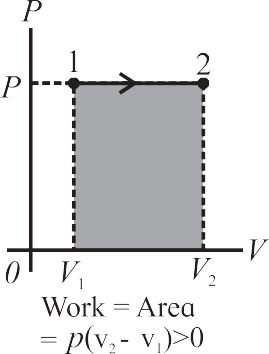 P
1 2
P
0 V₁ V₂ V
Work = Area
= p(v₂ - v₁)>0